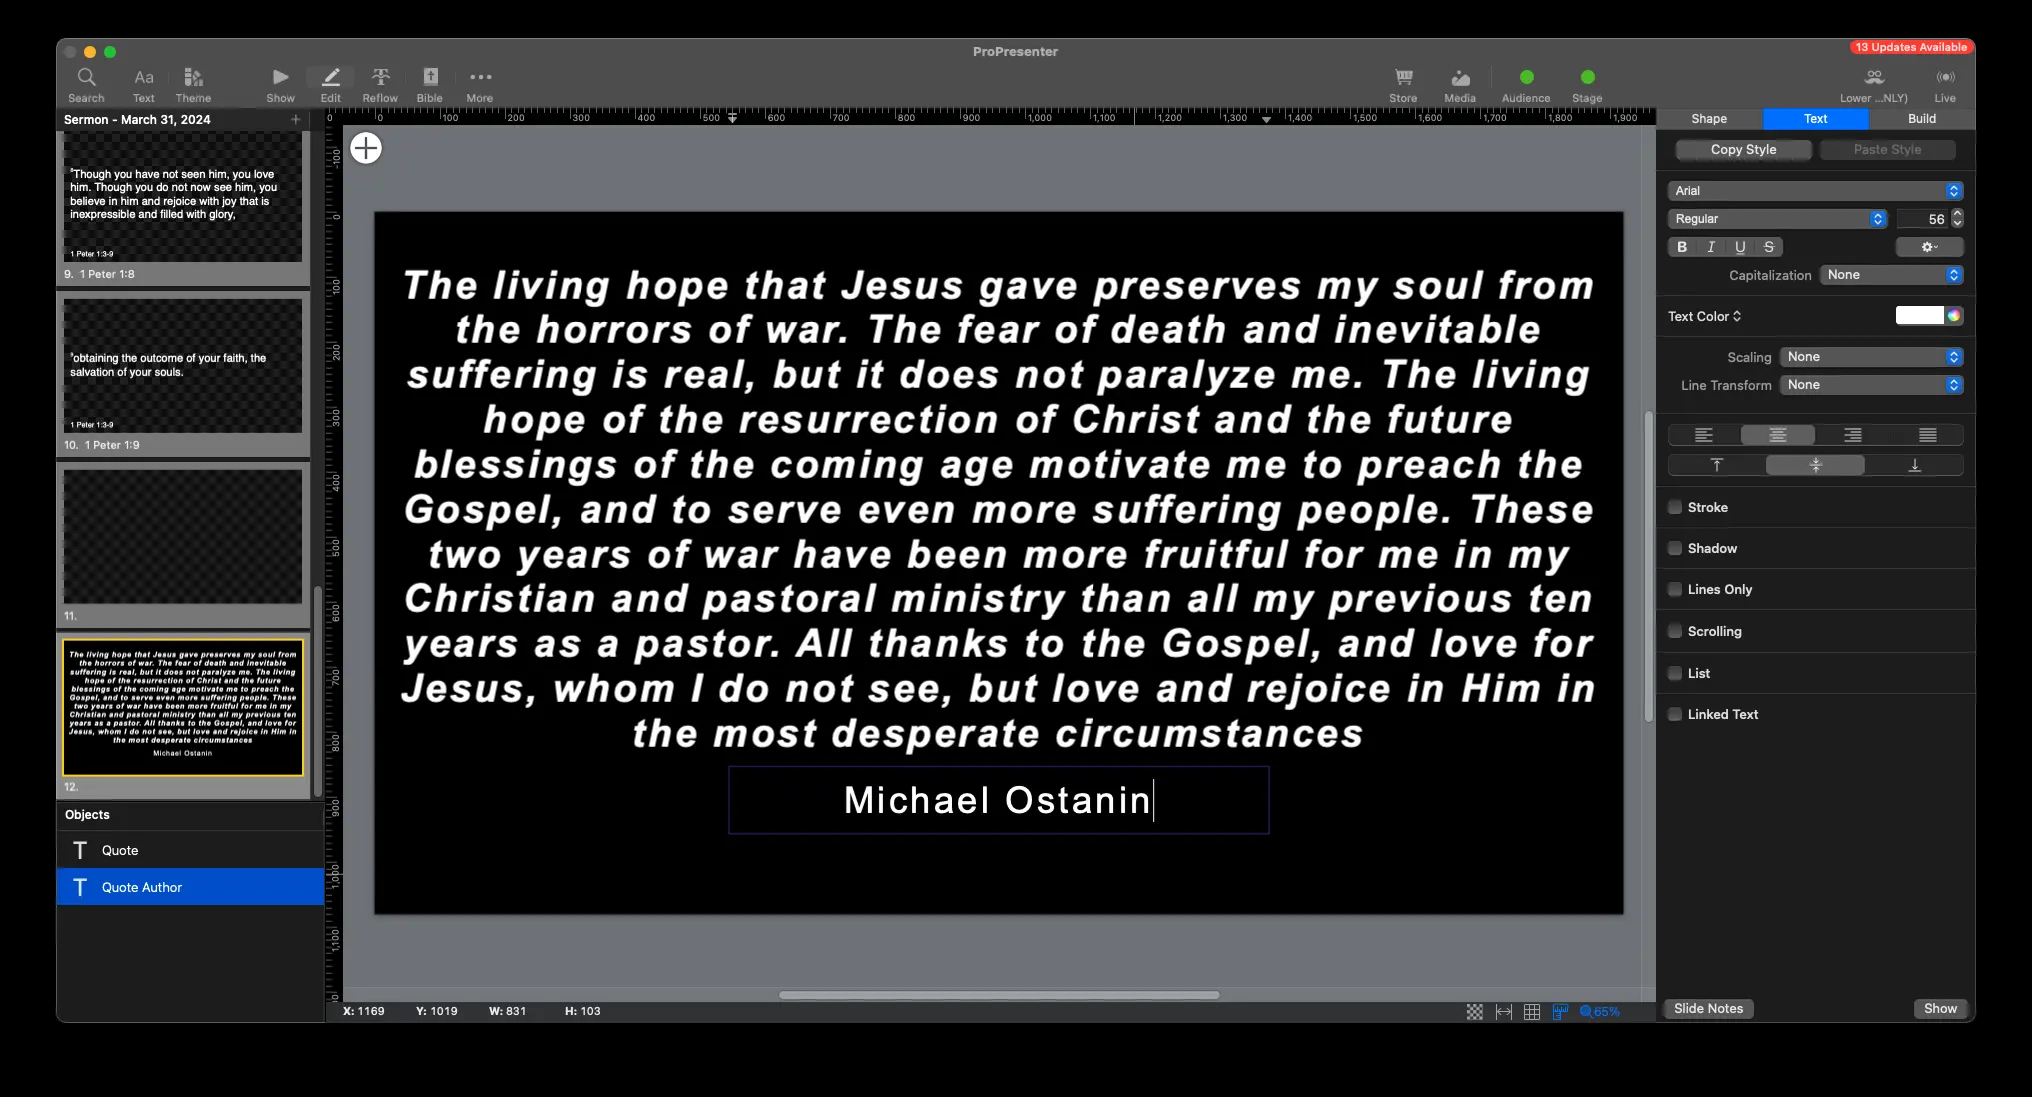 ProPresenter
13 Updates Available
Search
Aa
Text
Theme
Show
Edit
Reflow
Bible
More
Store
Media
Audience
Stage
Lower ...NLY)
Live
Sermon - March 31, 2024
Though you have not seen him, you love
him. Though you do not now see him, you
believe in him and rejoice with joy that is
inexpressible and filled with glory,
1 Peter 1:3-9
9. 1 Peter 1:8
obtaining the outcome of your faith, the
salvation of your souls.
1 Peter 1:3-9
10. 1 Peter 1:9
11.
The living hope that Jesus gave preserves my soul from
the horrors of war. The fear of death and inevitable
suffering is real, but it does not paralyze me. The living
hope of the resurrection of Christ and the future
blessings of the coming age motivate me to preach the
Gospel, and to serve even more suffering people. These
two years of war have been more fruitful for me in my
Christian and pastoral ministry than all my previous ten
years as a pastor. All thanks to the Gospel, and love for
Jesus, whom I do not see, but love and rejoice in Him in
the most desperate circumstances
Michael Ostanin
12.
Objects
T Quote
T Quote Author
0 100 200 300 400 500 600 700 800 900 1,000 1,100 1,200 1,300 1,400 1,500 1,600 1,700 1,800 1,900
-100 0 100 200 300 400 500 600 700 800 900 1,000 1,100
The living hope that Jesus gave preserves my soul from
the horrors of war. The fear of death and inevitable
suffering is real, but it does not paralyze me. The living
hope of the resurrection of Christ and the future
blessings of the coming age motivate me to preach the
Gospel, and to serve even more suffering people. These
two years of war have been more fruitful for me in my
Christian and pastoral ministry than all my previous ten
years as a pastor. All thanks to the Gospel, and love for
Jesus, whom I do not see, but love and rejoice in Him in
the most desperate circumstances
Michael Ostanin
X: 1169 Y: 1019 W: 831 H: 103
65%
Shape Text Build
Copy Style Paste Style
Arial
Regular 56
B I U S
Capitalization None
Text Color
Scaling None
Line Transform None
Stroke
Shadow
Lines Only
Scrolling
List
Linked Text
Slide Notes Show